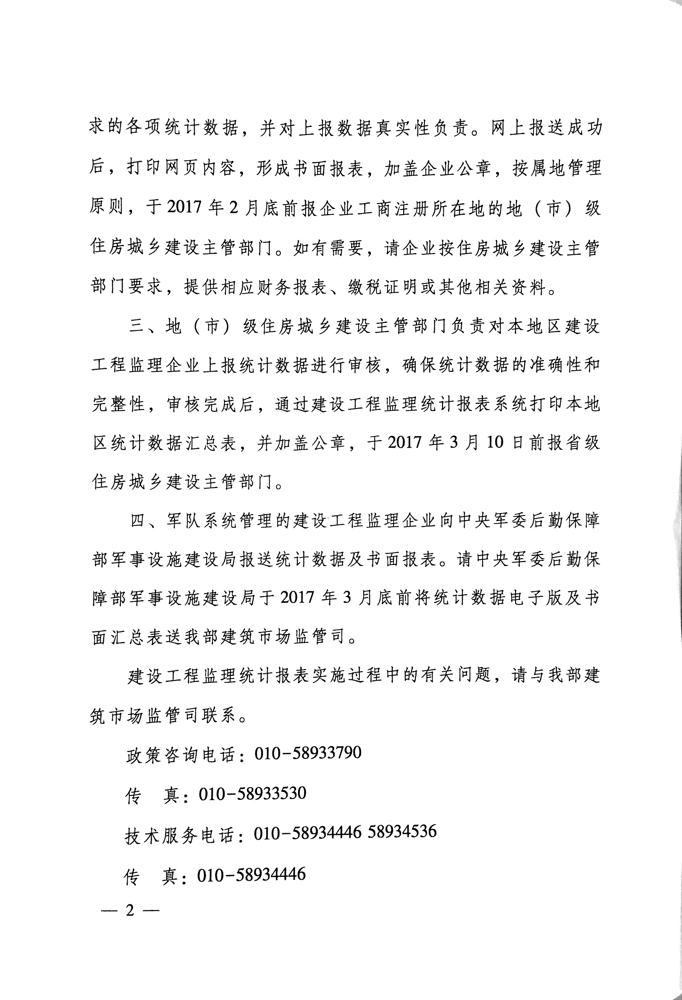 求的各项统计数据，并对上报数据真实性负责。网上报送成功
后，打印网页内容，形成书面报表，加盖企业公章，按属地管理
原则，于 2017 年 2 月底前报企业工商注册所在地的地（市）级
住房城乡建设主管部门。如有需要，请企业按住房城乡建设主管
部门要求，提供相应财务报表、缴税证明或其他相关资料。
三、地（市）级住房城乡建设主管部门负责对本地区建设
工程监理企业上报统计数据进行审核，确保统计数据的准确性和
完整性，审核完成后，通过建设工程监理统计报表系统打印本地
区统计数据汇总表，并加盖公章，于 2017 年 3 月 10 日前报省级
住房城乡建设主管部门。
四、军队系统管理的建设工程监理企业向中央军委后勤保障
部军事设施建设局报送统计数据及书面报表。请中央军委后勤保
障部军事设施建设局于 2017 年 3 月底前将统计数据电子版及书
面汇总表送我部建筑市场监管司。
建设工程监理统计报表实施过程中的有关问题，请与我部建
筑市场监管司联系。
政策咨询电话：010-58933790
传 真：010-58933530
技术服务电话：010-58934446 58934536
传 真：010-58934446
— 2 —